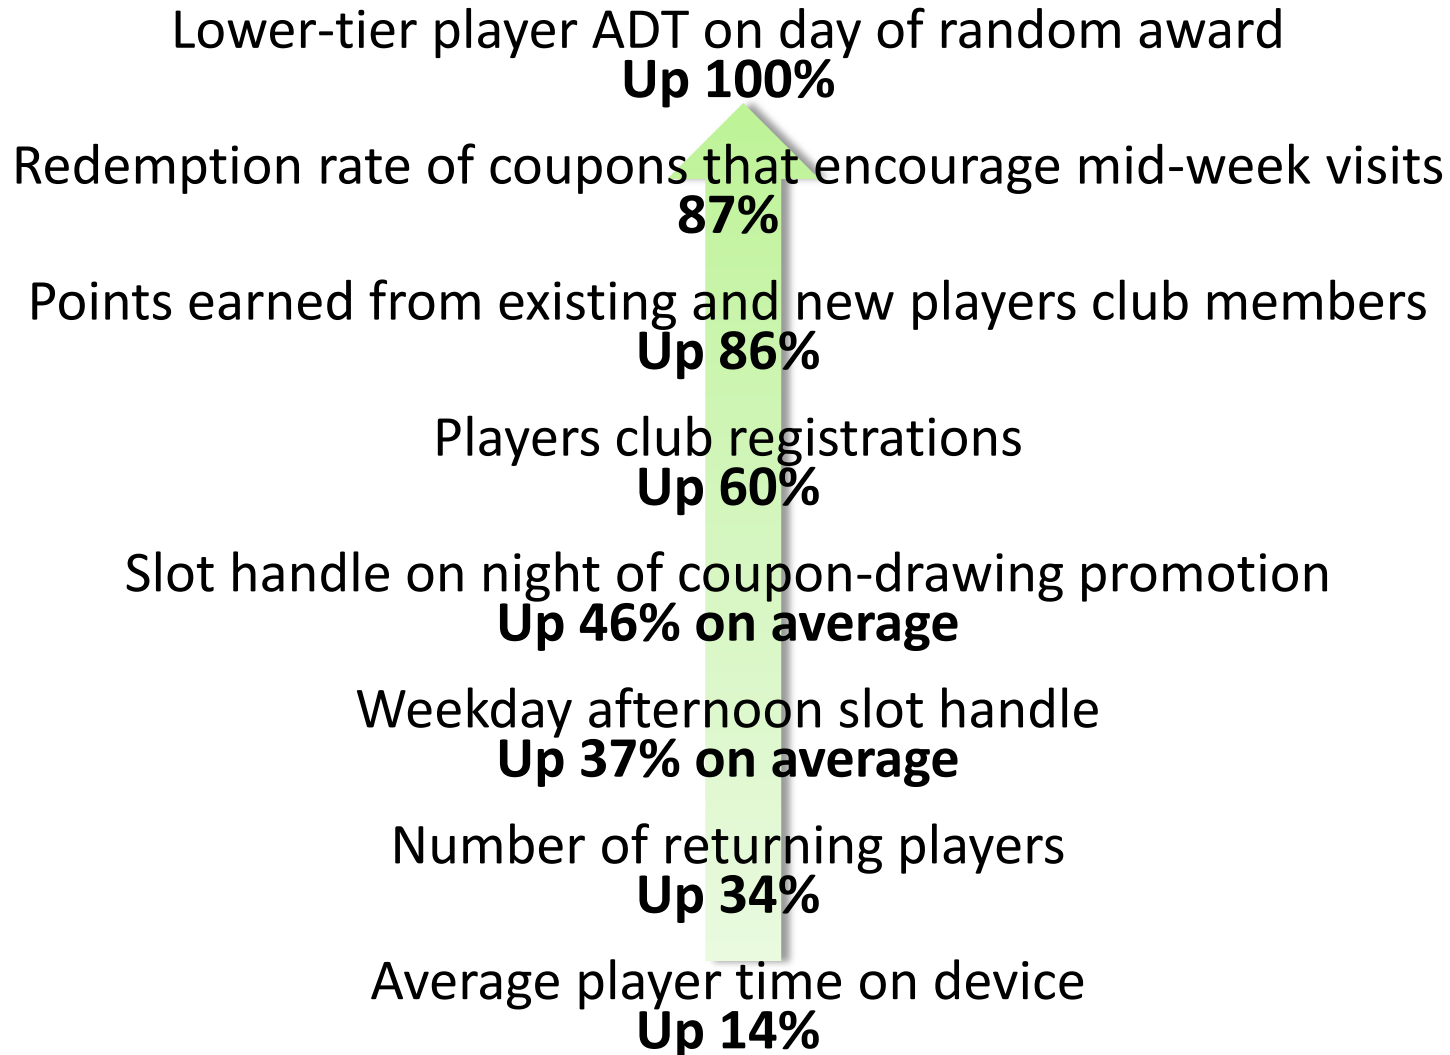 Lower-tier player ADT on day of random award
Up 100%
Redemption rate of coupons that encourage mid-week visits
87%
Points earned from existing and new players club members
Up 86%
Players club registrations
Up 60%
Slot handle on night of coupon-drawing promotion
Up 46% on average
Weekday afternoon slot handle
Up 37% on average
Number of returning players
Up 34%
Average player time on device
Up 14%